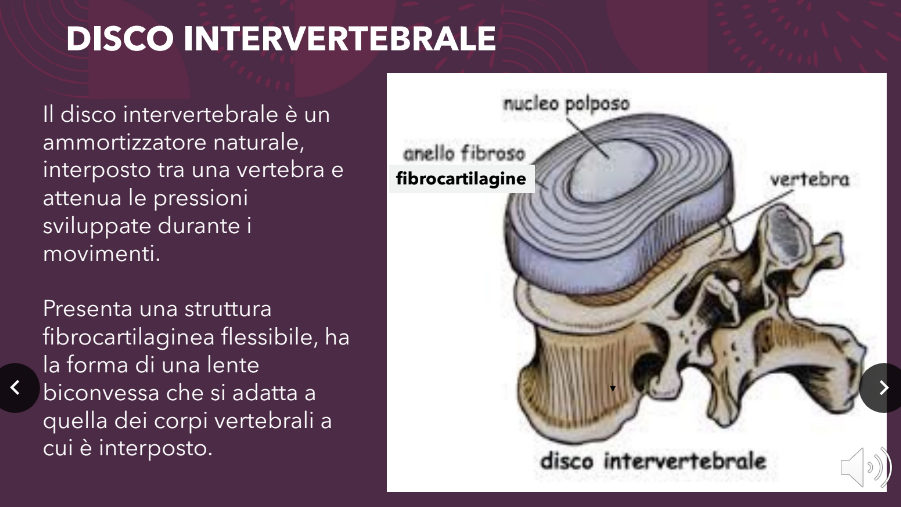 DISCO INTERVERTEBRALE
Il disco intervertebrale è un
ammortizzatore naturale,
interposto tra una vertebra e
attenua le pressioni
sviluppate durante i
movimenti.
Presenta una struttura
fibrocartilaginea flessibile, ha
la forma di una lente
biconvessa che si adatta a
quella dei corpi vertebrali a
cui è interposto.
nucleo polposo
anello fibroso
fibrocartilagine
vertebra
disco intervertebrale